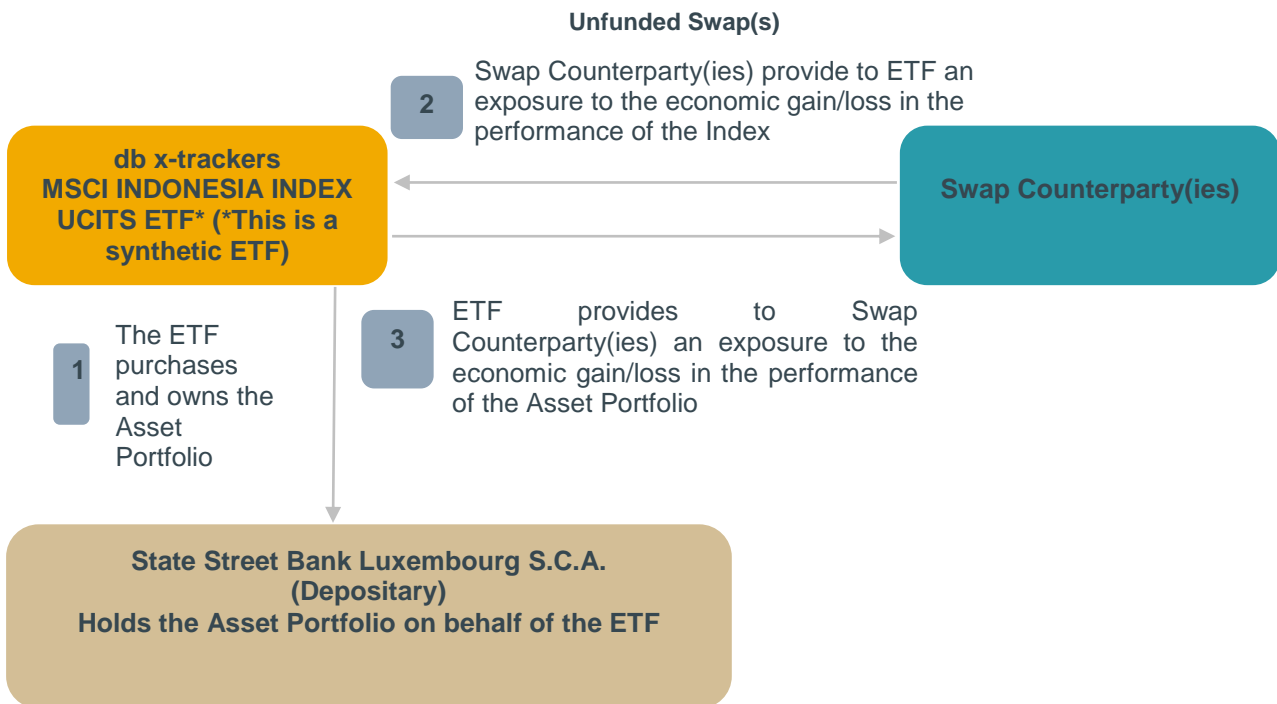 Unfunded Swap(s)
2
Swap Counterparty(ies) provide to ETF an
exposure to the economic gain/loss in the
performance of the Index
db x-trackers
MSCI INDONESIA INDEX
UCITS ETF* (*This is a
synthetic ETF)
Swap Counterparty(ies)
1
The ETF
purchases
and owns the
Asset
Portfolio
3
ETF provides to Swap
Counterparty(ies) an exposure to the
economic gain/loss in the performance
of the Asset Portfolio
State Street Bank Luxembourg S.C.A.
(Depositary)
Holds the Asset Portfolio on behalf of the ETF